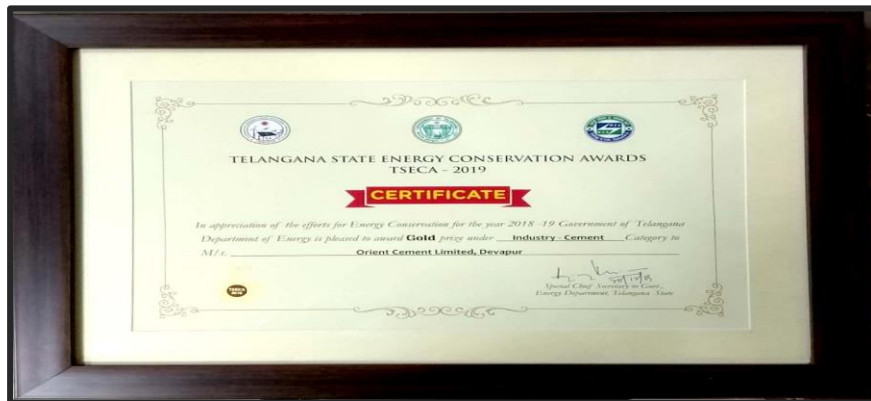 TELANGANA STATE ENERGY CONSERVATION AWARDS
TSECA - 2019
CERTIFICATE
In appreciation of the efforts for Energy Conservation for the year 2018 -19 Government of Telangana
Department of Energy is pleased to award Gold prize under Industry - Cement Category to
M/s. Orient Cement Limited, Devapur
Special Chief Secretary to Govt.,
Energy Department, Telangana State
TSECA